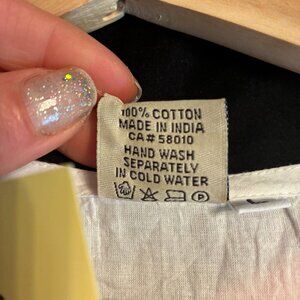 100% COTTON
MADE IN INDIA
CA# 58010
HAND WASH
SEPARATELY
IN COLD WATER
P
L